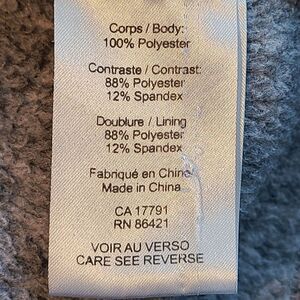 Corps / Body:
100% Polyester
Contraste / Contrast:
88% Polyester
12% Spandex
Doublure / Lining
88% Polyester
12% Spandex
Fabriqué en Chine
Made in China
CA 17791
RN 86421
VOIR AU VERSO
CARE SEE REVERSE